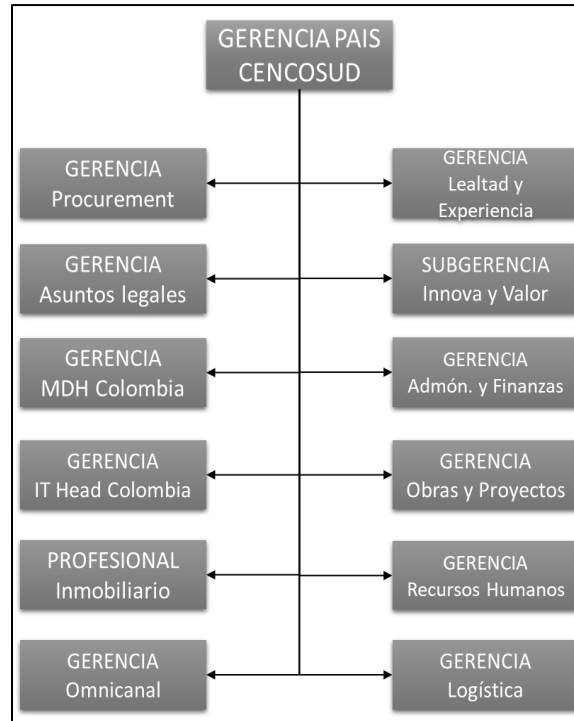 GERENCIA PAIS
CENCOSUD
GERENCIA
Procurement
GERENCIA
Lealtad y
Experiencia
GERENCIA
Asuntos legales
SUBGERENCIA
Innova y Valor
GERENCIA
MDH Colombia
GERENCIA
Admón. y Finanzas
GERENCIA
IT Head Colombia
GERENCIA
Obras y Proyectos
PROFESIONAL
Inmobiliario
GERENCIA
Recursos Humanos
GERENCIA
Omnicanal
GERENCIA
Logística